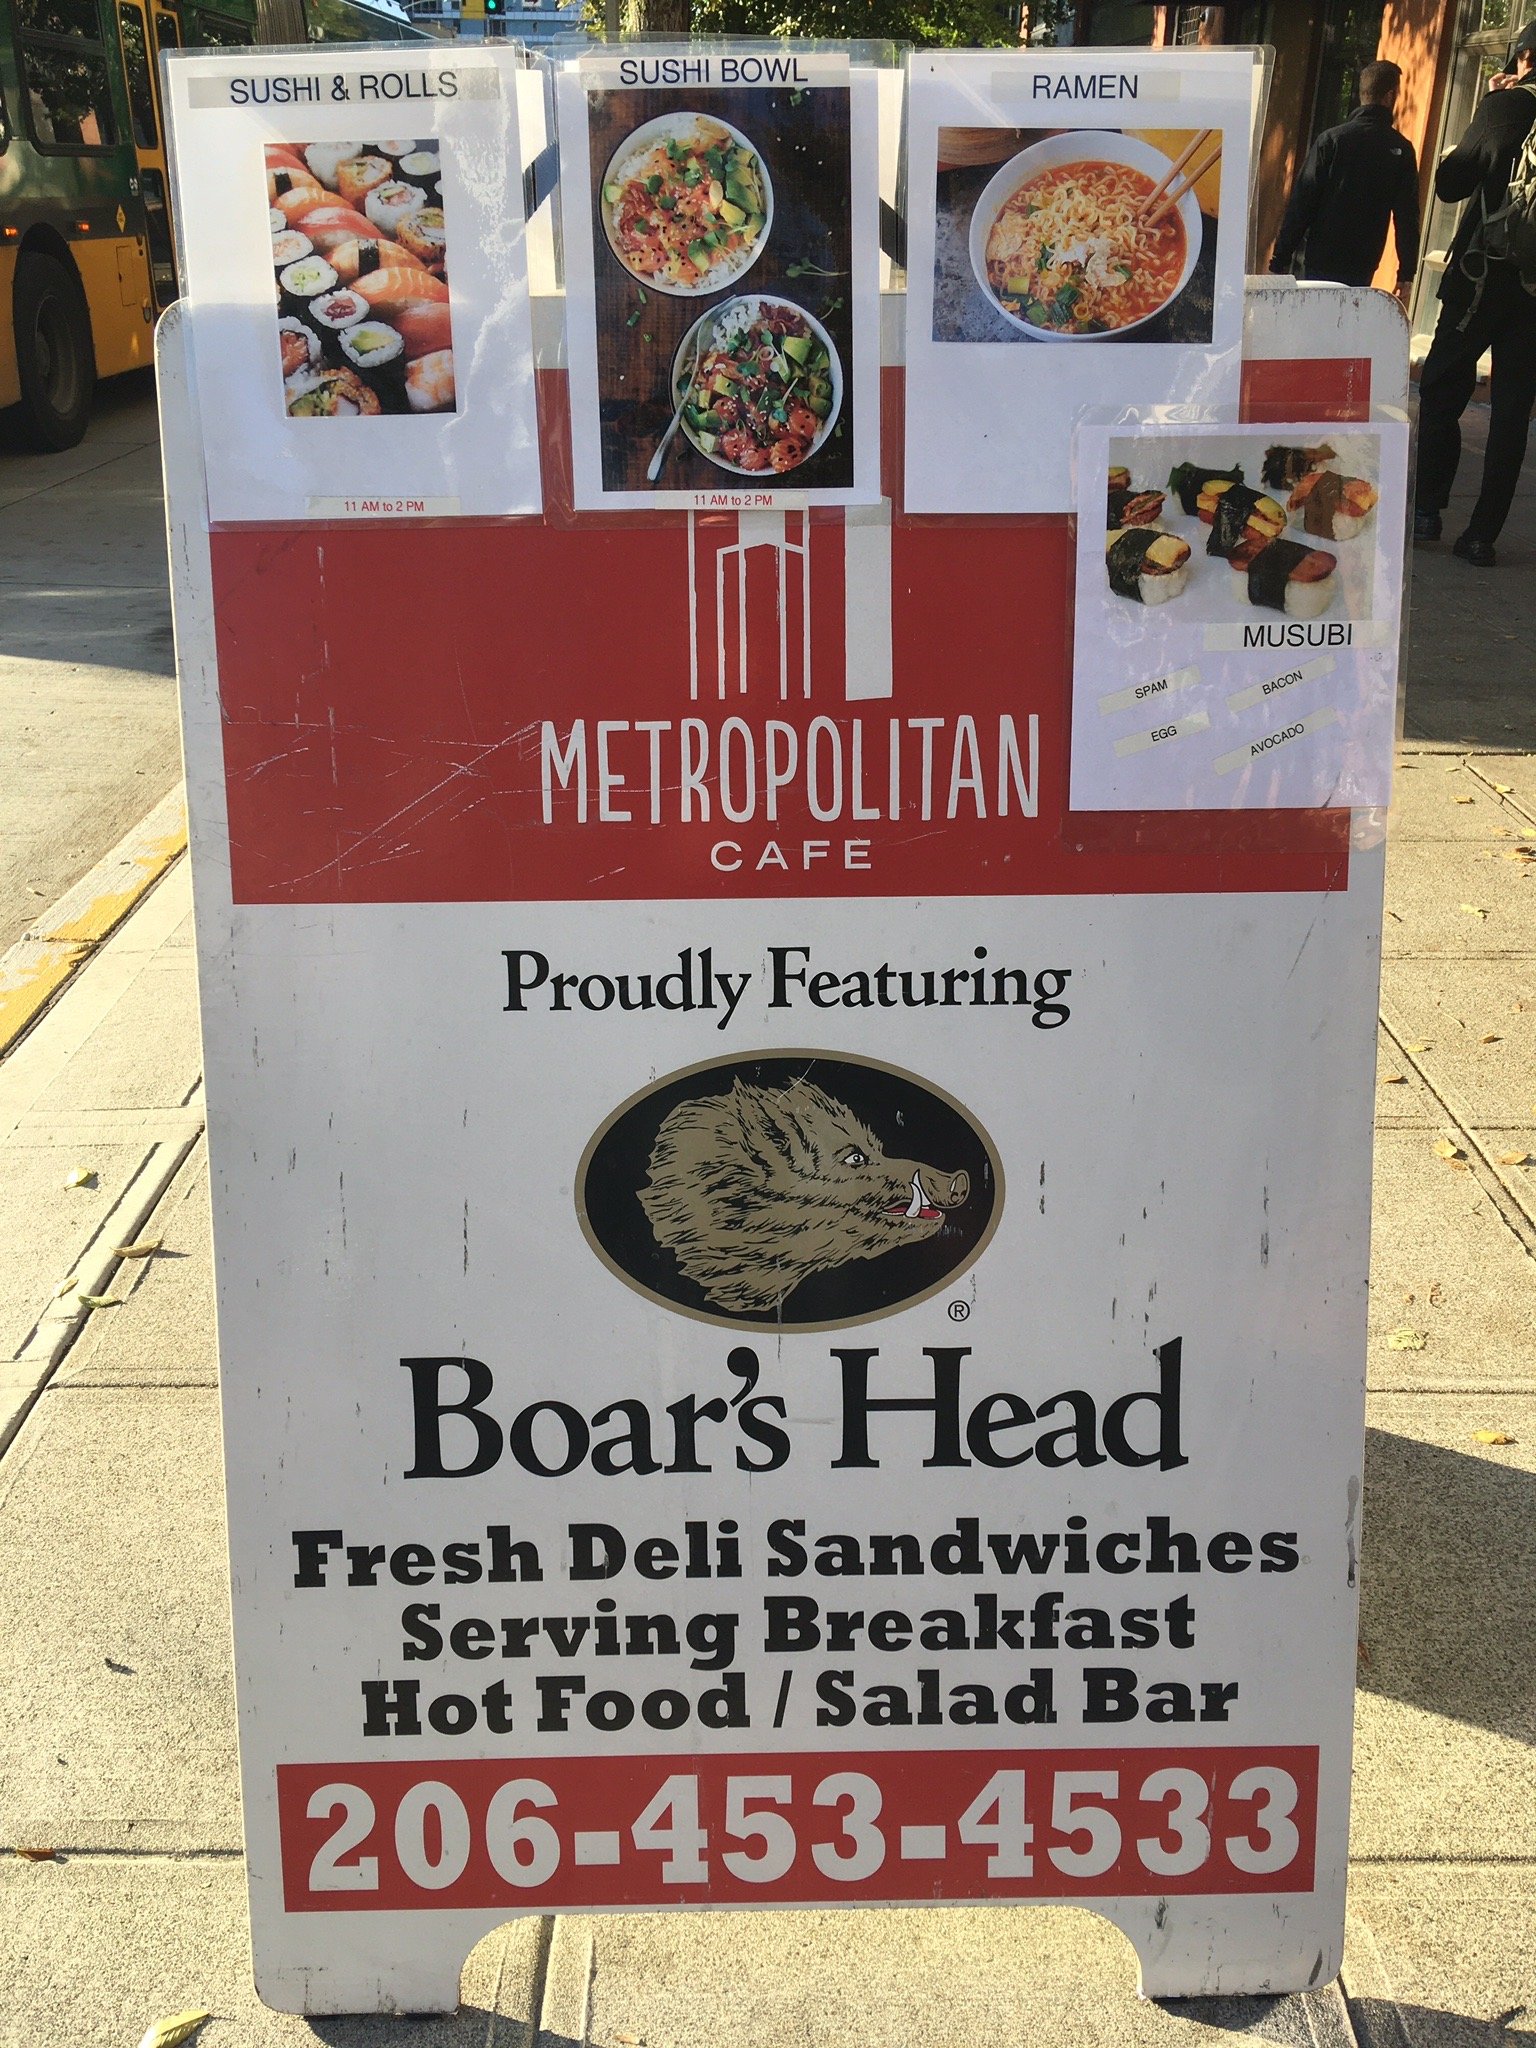 SUSHI & ROLLS
11 AM to 2 PM
SUSHI BOWL
11 AM to 2 PM
RAMEN
MUSUBI
SPAM
BACON
EGG
AVOCADO
METROPOLITAN
CAFE
Proudly Featuring
®
Boar's Head
Fresh Deli Sandwiches
Serving Breakfast
Hot Food / Salad Bar
206-453-4533